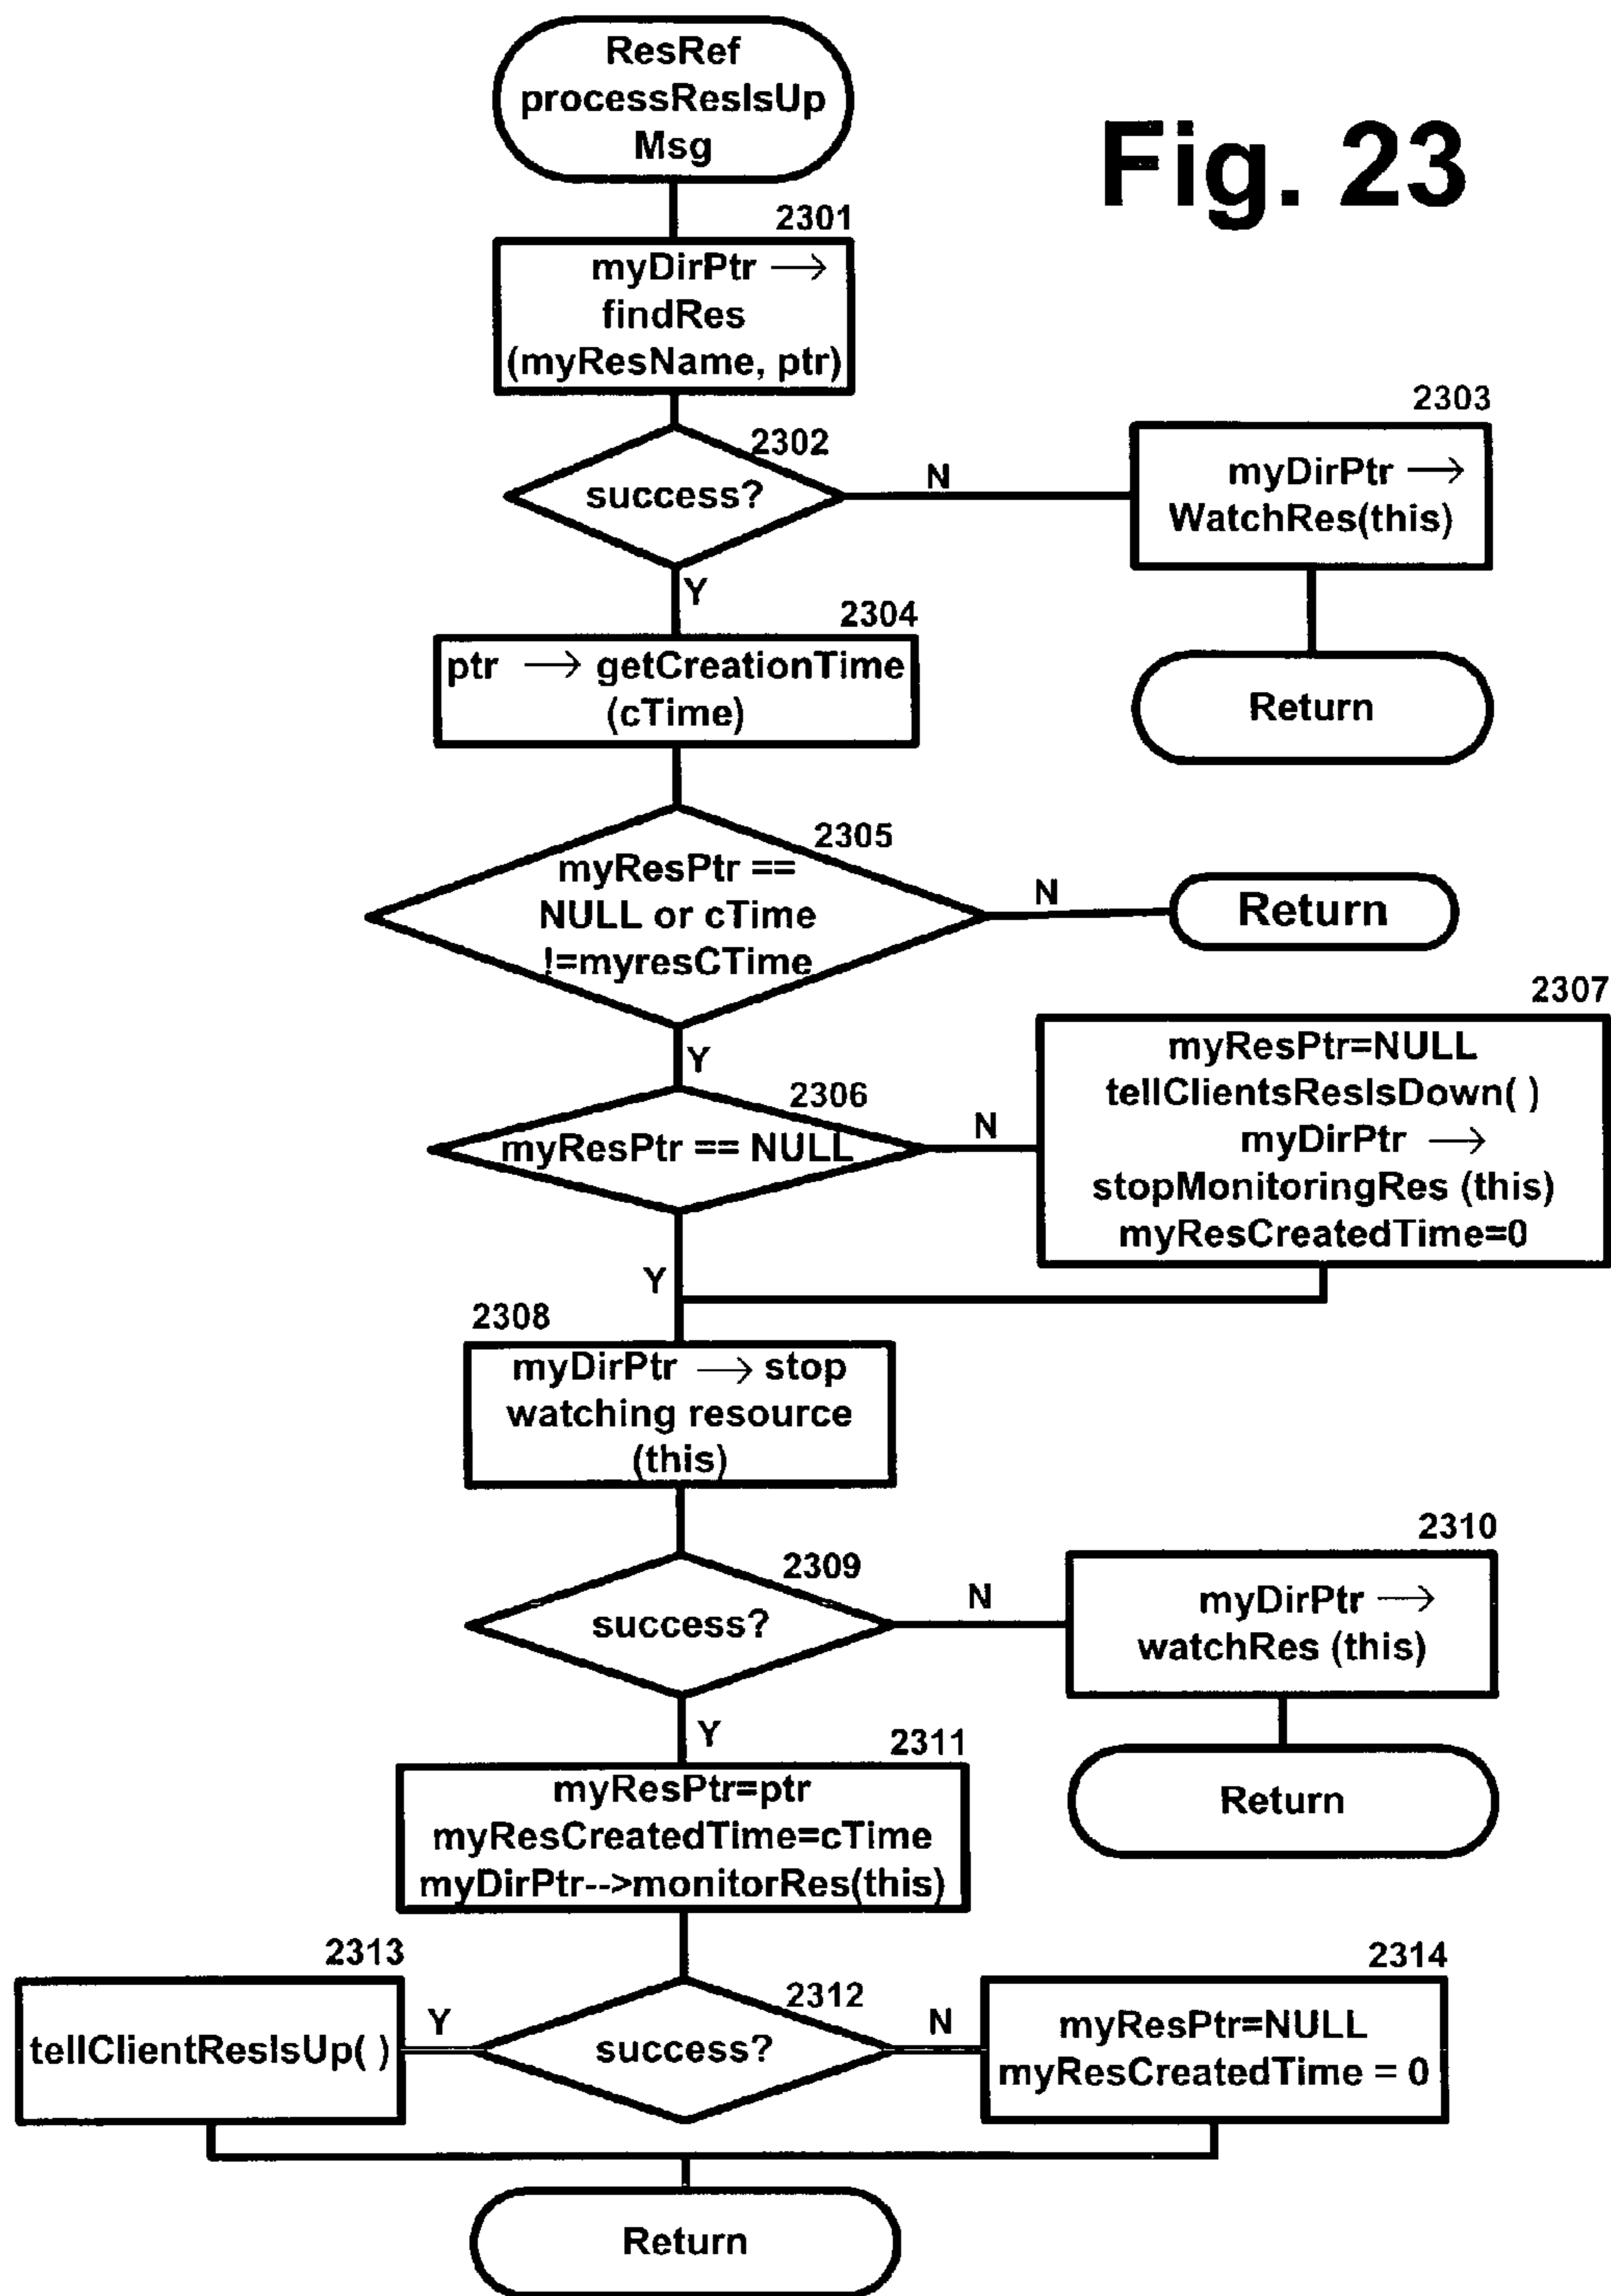 ResRef
processResIsUp
Msg
Fig. 23
2301
myDirPtr →
findRes
(myResName, ptr)
2302
success?
N
2303
myDirPtr →
WatchRes(this)
Return
Y
2304
ptr → getCreationTime
(cTime)
2305
myResPtr ==
NULL or cTime
!=myresCTime
N
Return
Y
2306
myResPtr == NULL
N
2307
myResPtr=NULL
tellClientsResIsDown( )
myDirPtr →
stopMonitoringRes (this)
myResCreatedTime=0
Y
2308
myDirPtr → stop
watching resource
(this)
2309
success?
N
2310
myDirPtr →
watchRes (this)
Return
Y
2311
myResPtr=ptr
myResCreatedTime=cTime
myDirPtr-->monitorRes(this)
2312
success?
Y
2313
tellClientResIsUp( )
N
2314
myResPtr=NULL
myResCreatedTime = 0
Return